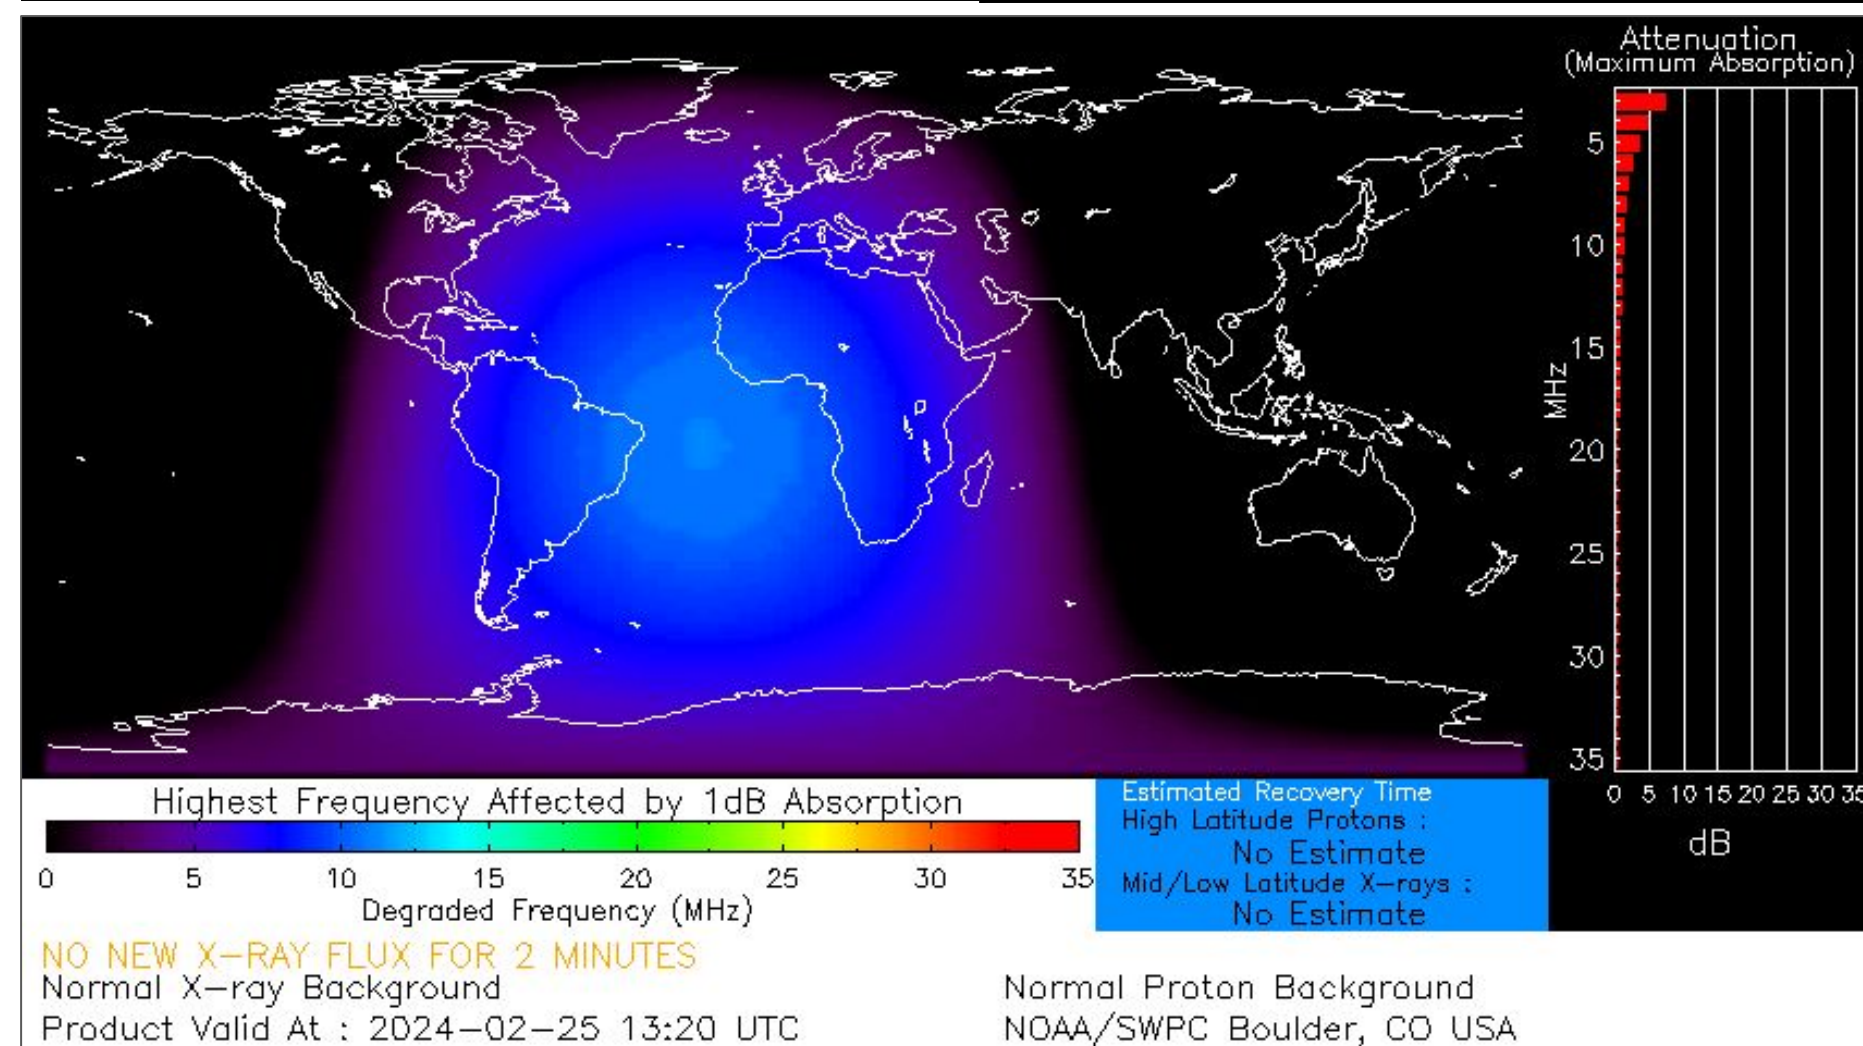 Attenuation
(Maximum Absorption)
5
10
15
20
25
30
35
MHz
0 5 10 15 20 25 30 35
dB
Highest Frequency Affected by 1dB Absorption
0 5 10 15 20 25 30 35
Degraded Frequency (MHz)
Estimated Recovery Time
High Latitude Protons :
No Estimate
Mid/Low Latitude X-rays :
No Estimate
NO NEW X-RAY FLUX FOR 2 MINUTES
Normal X-ray Background
Normal Proton Background
Product Valid At : 2024-02-25 13:20 UTC
NOAA/SWPC Boulder, CO USA